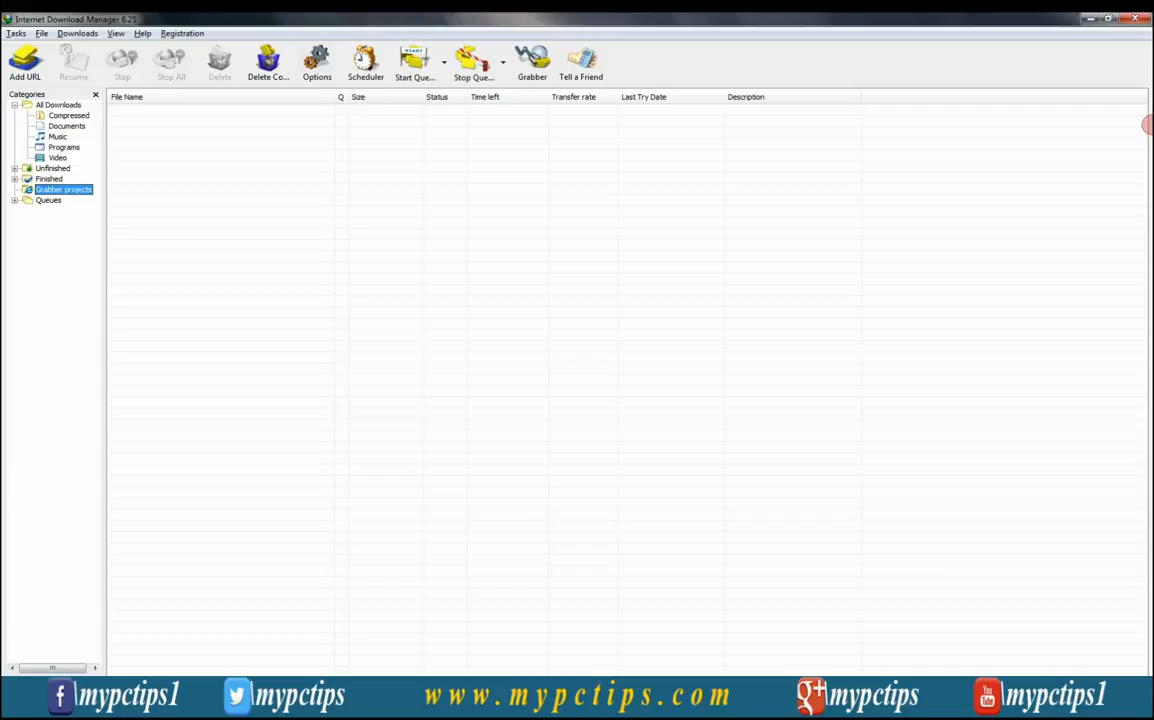 Internet Download Manager 6.25
Tasks File Downloads View Help Registration
Add URL Resume Stop Stop All Delete Delete Co... Options Scheduler Start Que... Stop Que... Grabber Tell a Friend
Categories
File Name Q Size Status Time left Transfer rate Last Try Date Description
All Downloads
Compressed
Documents
Music
Programs
Video
Unfinished
Finished
Grabber projects
Queues
\mypctips1 \mypctips www.mypctips.com \mypctips \mypctips1